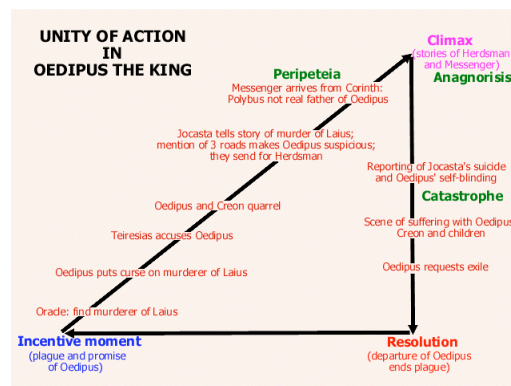 UNITY OF ACTION
IN
OEDIPUS THE KING
Climax
(stories of Herdsman
and Messenger)
Anagnorisis
Peripeteia
Messenger arrives from Corinth:
Polybus not real father of Oedipus
Jocasta tells story of murder of Laius;
mention of 3 roads makes Oedipus suspicious;
they send for Herdsman
Reporting of Jocasta's suicide
and Oedipus' self-blinding
Catastrophe
Oedipus and Creon quarrel
Scene of suffering with Oedipus
Creon and children
Teiresias accuses Oedipus
Oedipus puts curse on murderer of Laius
Oedipus requests exile
Oracle: find murderer of Laius
Incentive moment
(plague and promise
of Oedipus)
Resolution
(departure of Oedipus
ends plague)